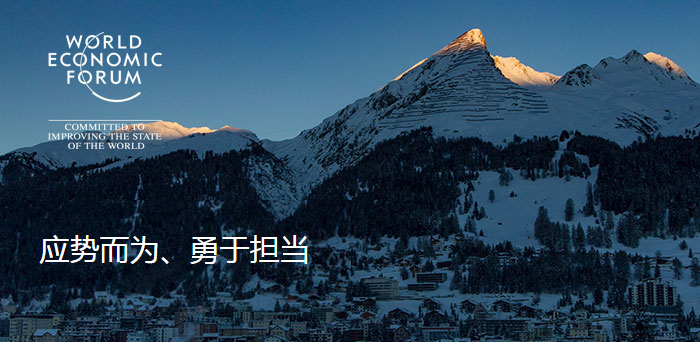 WORLD
ECONOMIC
FORUM
COMMITTED TO
IMPROVING THE STATE
OF THE WORLD
应势而为、勇于担当